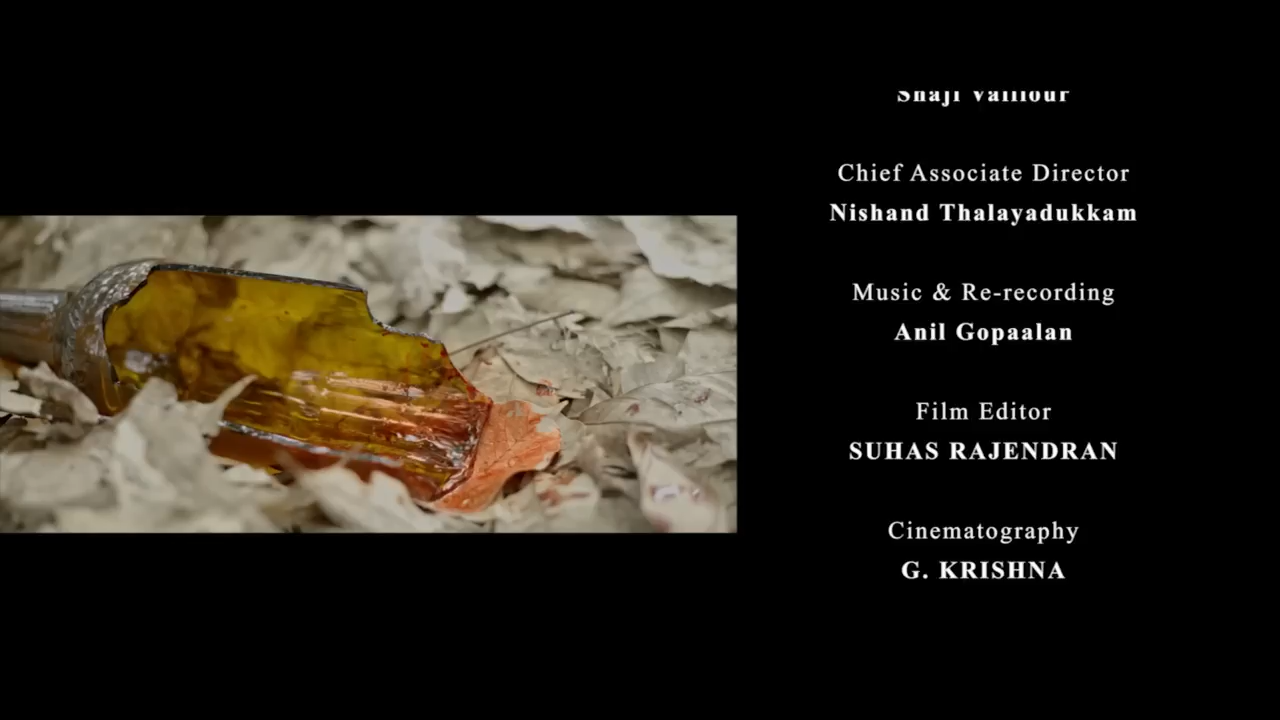 Chief Associate Director
Nishand Thalayadukkam
Music & Re-recording
Anil Gopaalan
Film Editor
SUHAS RAJENDRAN
Cinematography
G. KRISHNA